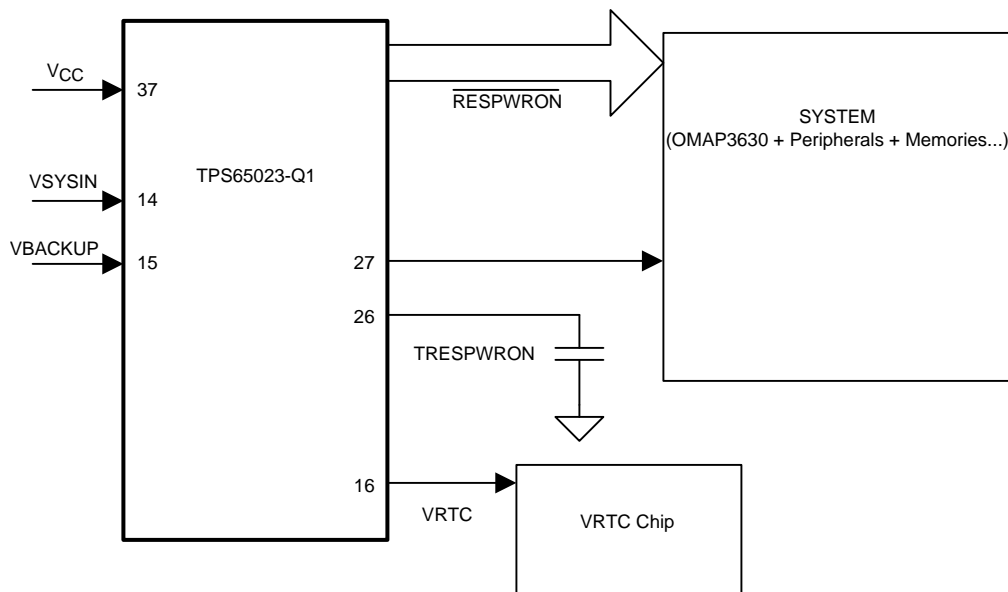 VCC
37
RESPWRON
SYSTEM
(OMAP3630 + Peripherals + Memories...)
TPS65023-Q1
VSYSIN
14
VBACKUP
15
27
26
TRESPWRON
16
VRTC
VRTC Chip